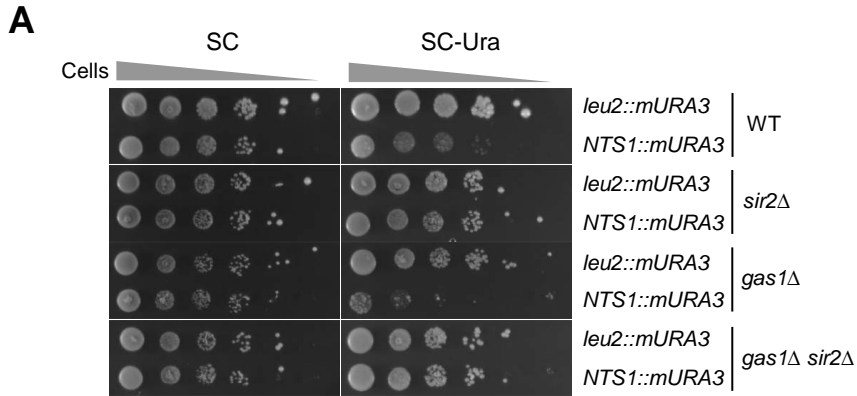 A
SC SC-Ura
Cells
leu2::mURA3
NTS1::mURA3
WT
leu2::mURA3
NTS1::mURA3
sir2Δ
leu2::mURA3
NTS1::mURA3
gas1Δ
leu2::mURA3
NTS1::mURA3
gas1Δ sir2Δ